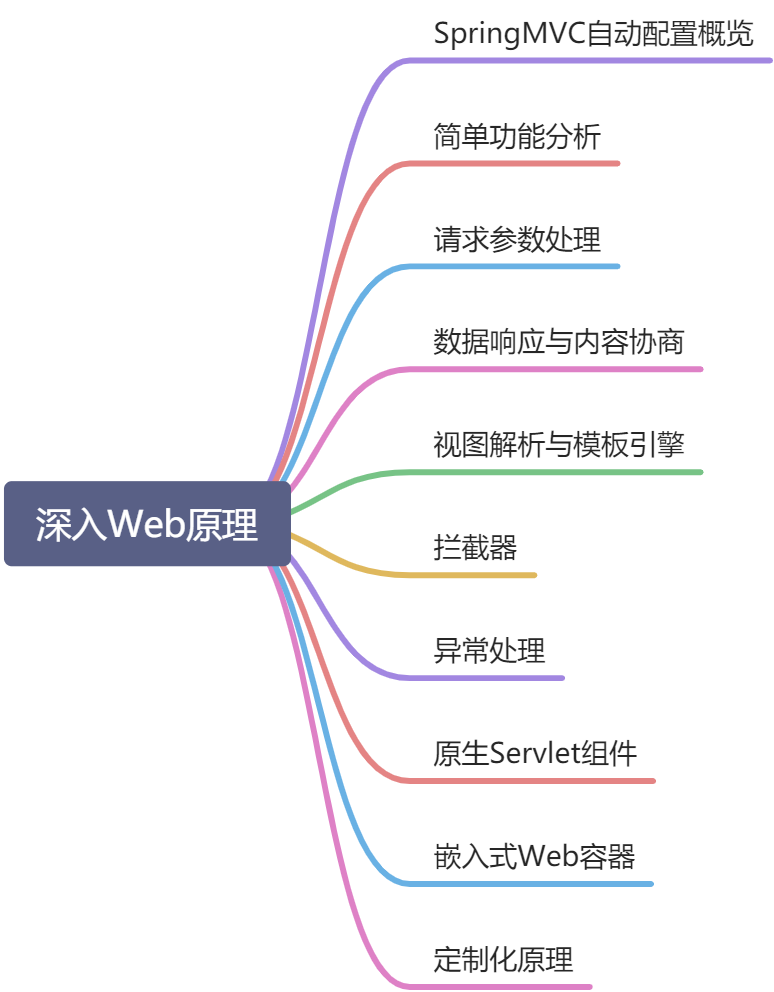 SpringMVC自动配置概览
简单功能分析
请求参数处理
数据响应与内容协商
视图解析与模板引擎
深入Web原理
拦截器
异常处理
原生Servlet组件
嵌入式Web容器
定制化原理